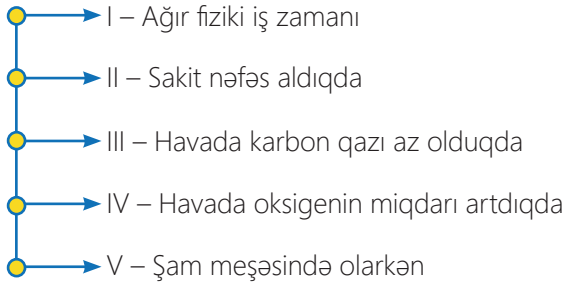 I – Ağır fiziki iş zamanı
II – Sakit nəfəs aldıqda
III – Havada karbon qazı az olduqda
IV – Havada oksigenin miqdarı artdıqda
V – Şam meşəsində olarkən